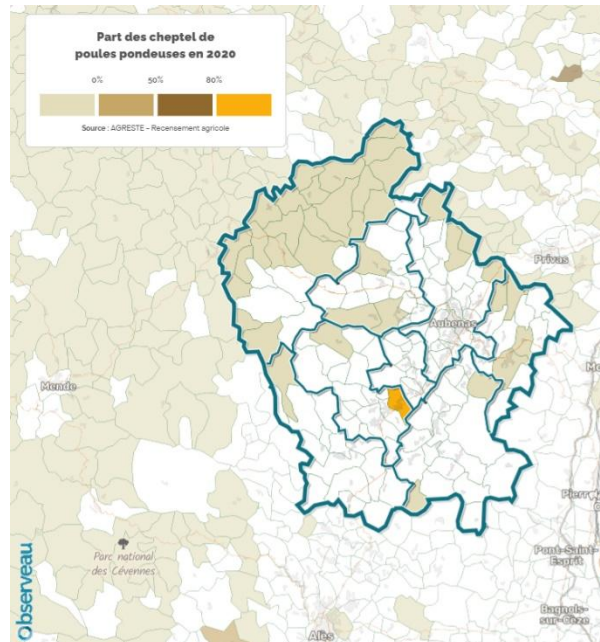 Part des cheptel de
poules pondeuses en 2020
0% 50% 80%
Source : AGRESTE – Recensement agricole
Privas
Aubenas
Mende
Parc national
des Cévennes
Pont-Saint-
Esprit
Bagnols-
sur-Cèze
Alès
Observeau